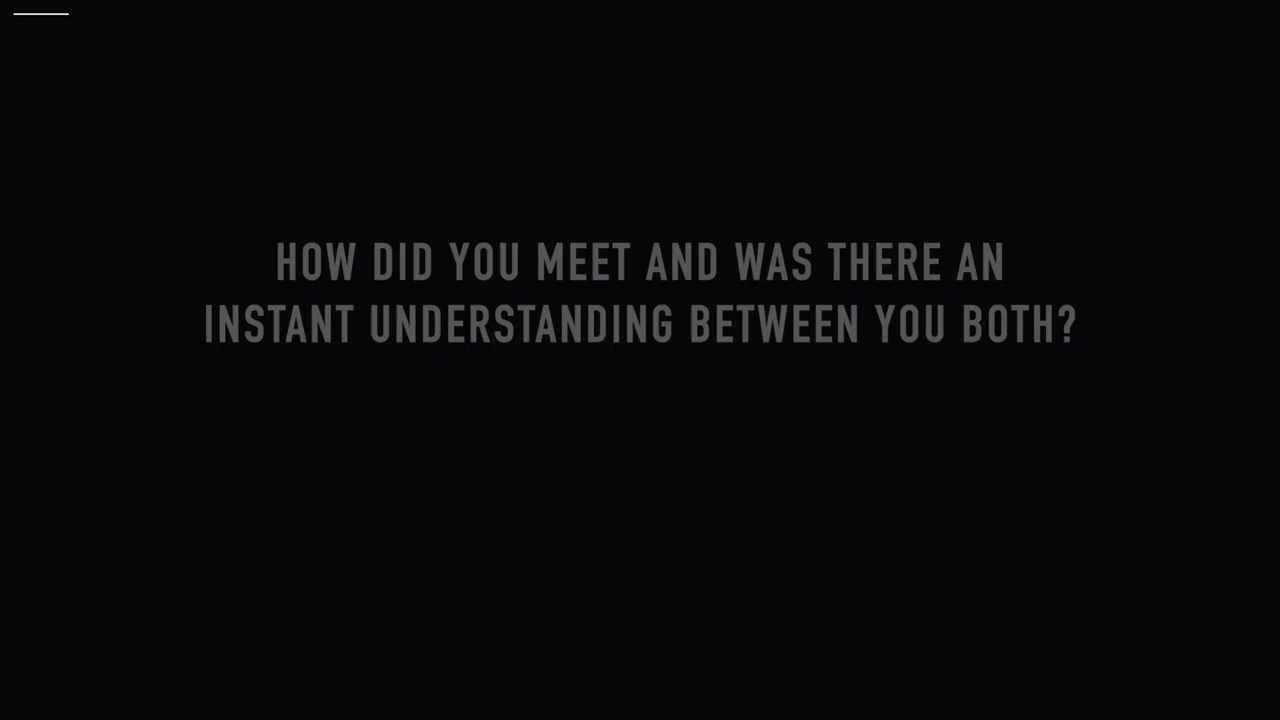 HOW DID YOU MEET AND WAS THERE AN
INSTANT UNDERSTANDING BETWEEN YOU BOTH?